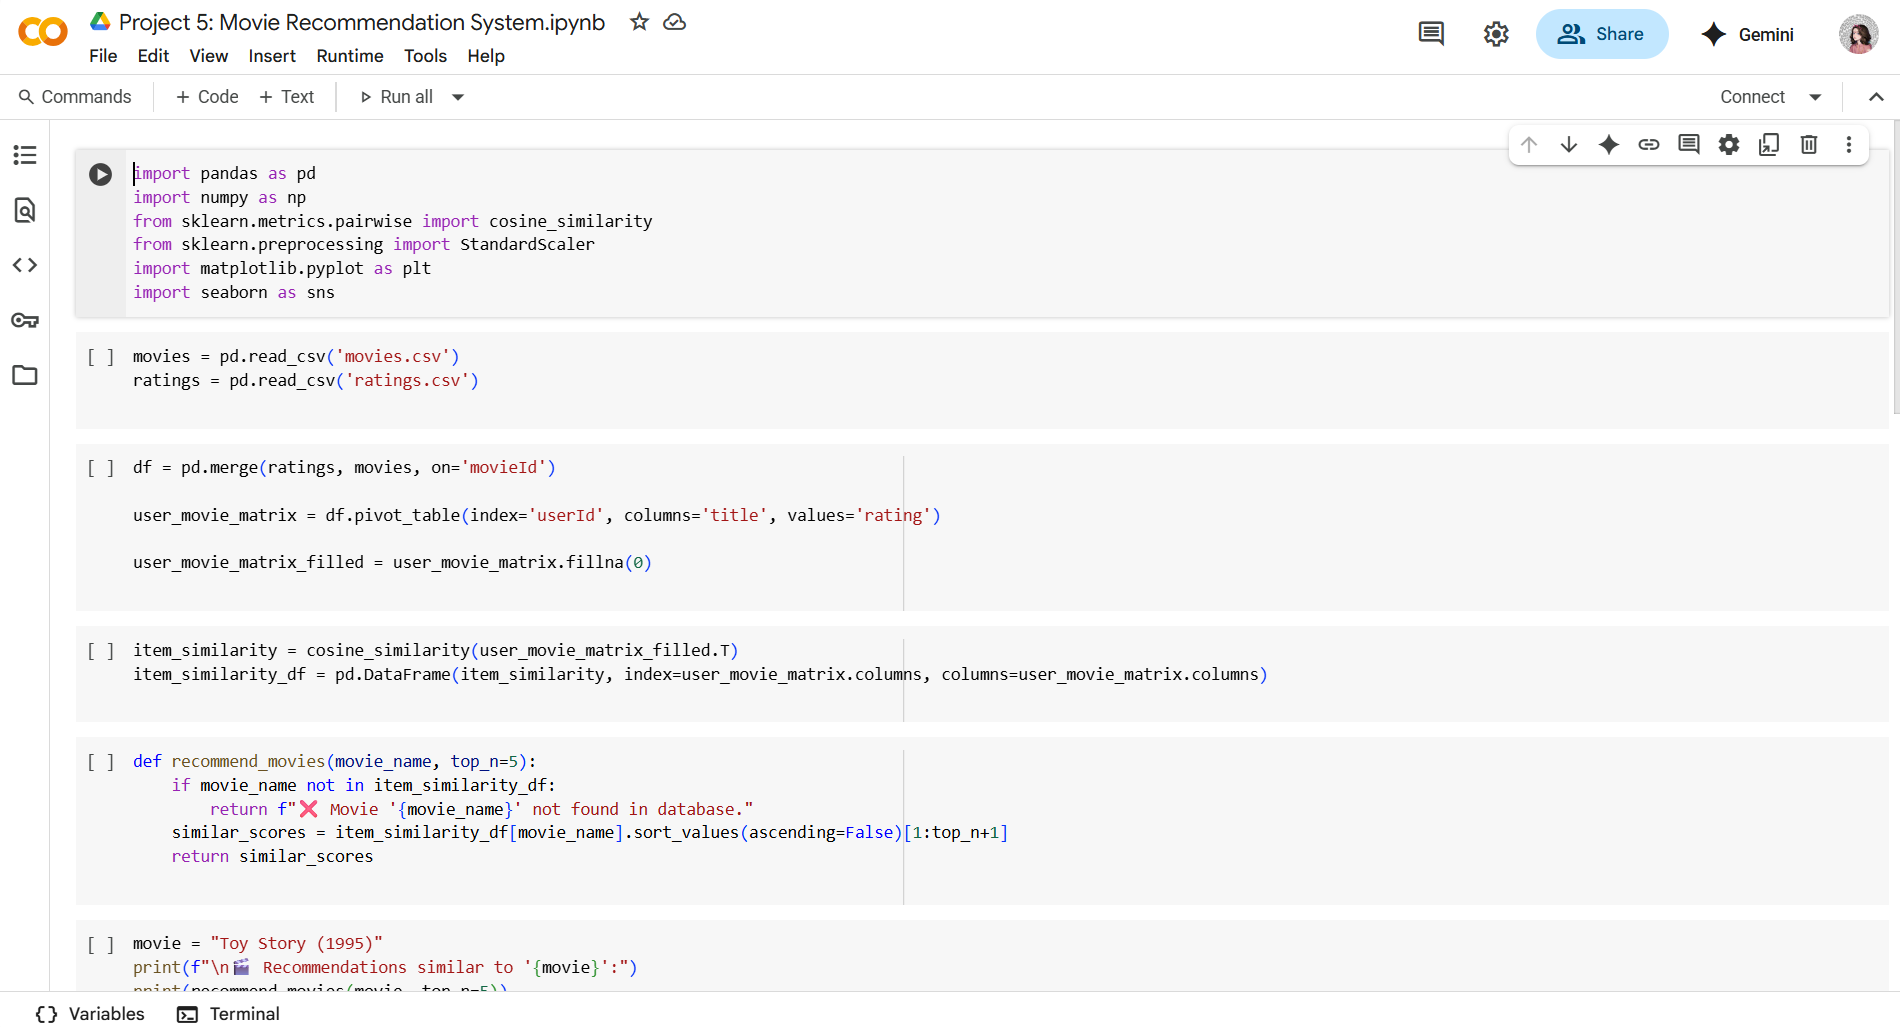 Project 5: Movie Recommendation System.ipynb
File Edit View Insert Runtime Tools Help
Share
Gemini
Commands + Code + Text Run all
Connect
import pandas as pd
import numpy as np
from sklearn.metrics.pairwise import cosine_similarity
from sklearn.preprocessing import StandardScaler
import matplotlib.pyplot as plt
import seaborn as sns
[ ] movies = pd.read_csv('movies.csv')
ratings = pd.read_csv('ratings.csv')
[ ] df = pd.merge(ratings, movies, on='movieId')
user_movie_matrix = df.pivot_table(index='userId', columns='title', values='rating')
user_movie_matrix_filled = user_movie_matrix.fillna(0)
[ ] item_similarity = cosine_similarity(user_movie_matrix_filled.T)
item_similarity_df = pd.DataFrame(item_similarity, index=user_movie_matrix.columns, columns=user_movie_matrix.columns)
[ ] def recommend_movies(movie_name, top_n=5):
if movie_name not in item_similarity_df:
return f"❌ Movie '{movie_name}' not found in database."
similar_scores = item_similarity_df[movie_name].sort_values(ascending=False)[1:top_n+1]
return similar_scores
[ ] movie = "Toy Story (1995)"
print(f"\n🎬 Recommendations similar to '{movie}':")
print(recommend_movies(movie, top_n=5))
{} Variables Terminal